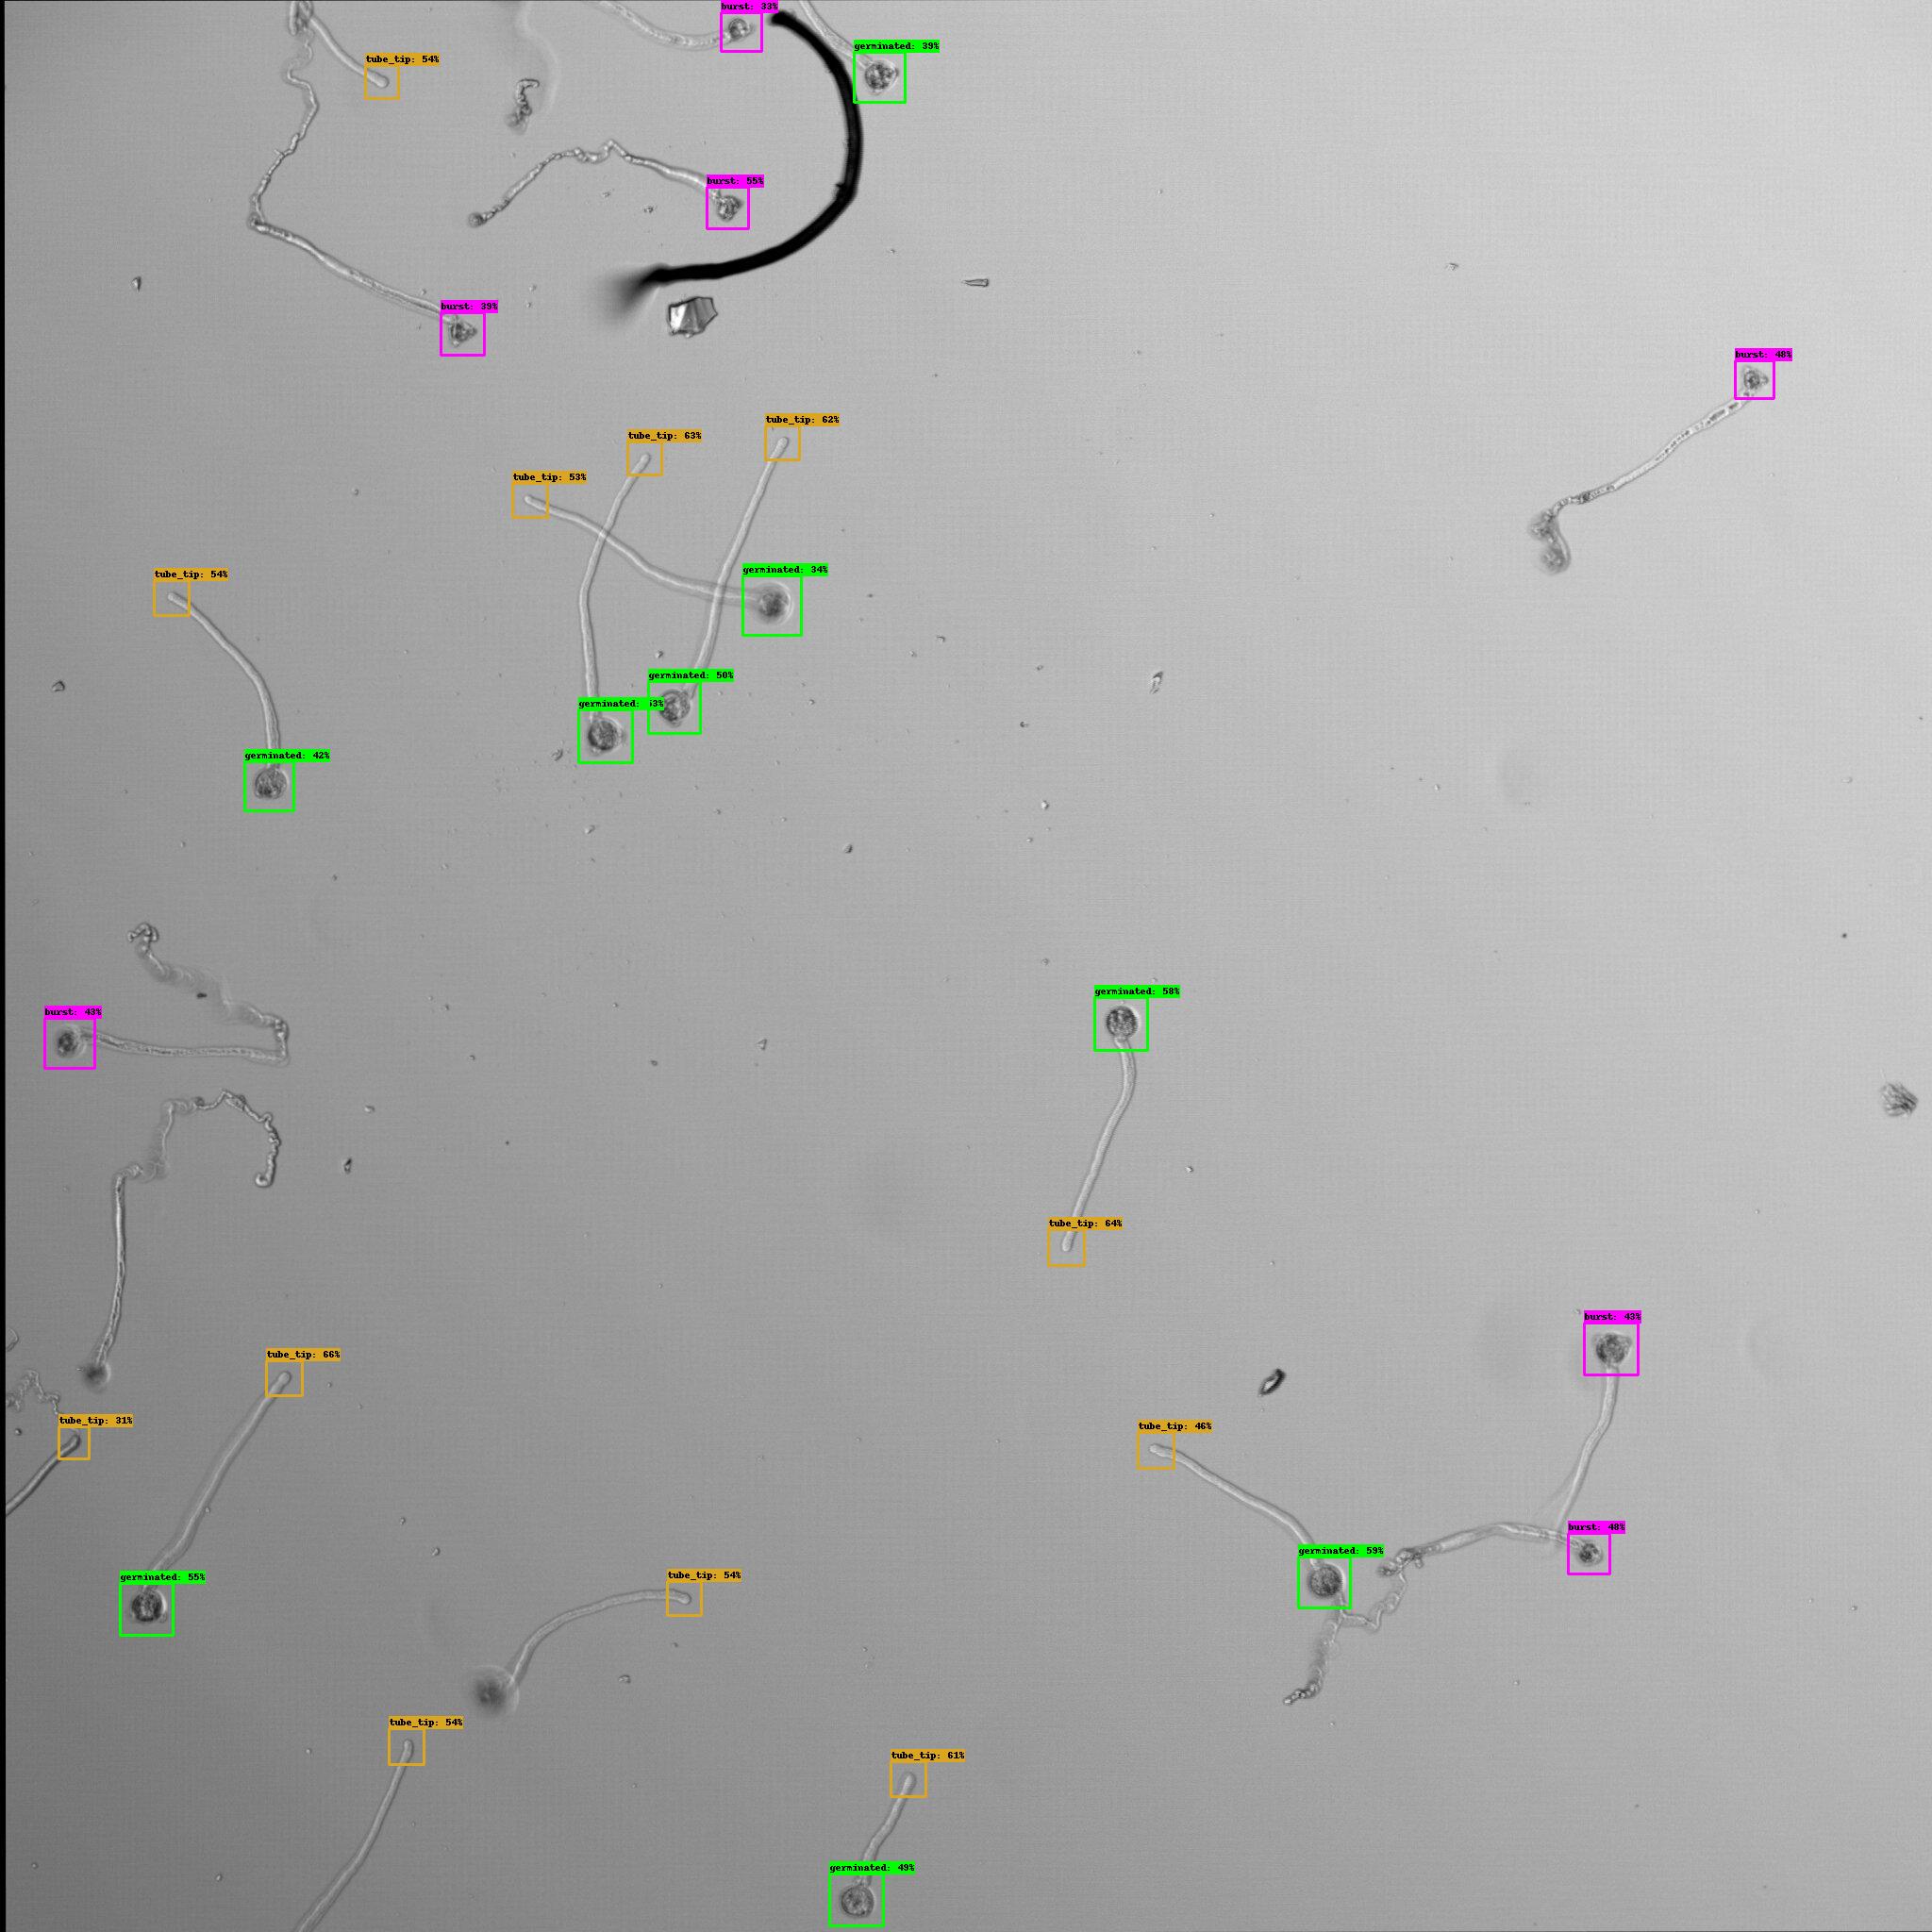 burst: 33%
germinated: 39%
tube_tip: 54%
burst: 55%
burst: 39%
burst: 48%
tube_tip: 62%
tube_tip: 63%
tube_tip: 53%
germinated: 34%
tube_tip: 54%
germinated: 50%
germinated: 53%
germinated: 42%
germinated: 58%
burst: 43%
tube_tip: 64%
burst: 43%
tube_tip: 66%
tube_tip: 31%
tube_tip: 46%
burst: 48%
germinated: 59%
tube_tip: 54%
germinated: 55%
tube_tip: 54%
tube_tip: 61%
germinated: 49%